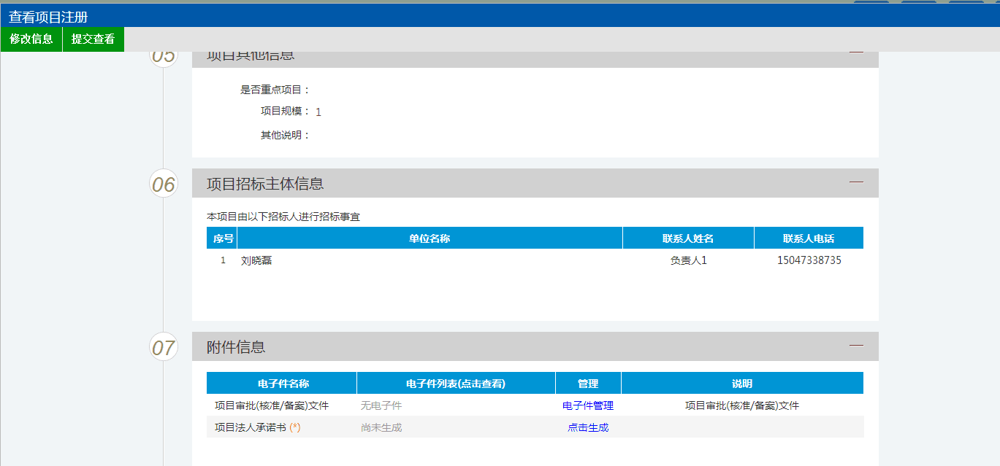 查看项目注册
修改信息 提交查看
05 项目其他信息
是否重点项目：
项目规模： 1
其他说明：
06 项目招标主体信息
本项目由以下招标人进行招标事宜
序号 单位名称 联系人姓名 联系人电话
1 刘晓磊 负责人1 15047338735
07 附件信息
电子件名称 电子件列表(点击查看) 管理 说明
项目审批(核准/备案)文件 无电子件 电子件管理 项目审批(核准/备案)文件
项目法人承诺书 (*) 尚未生成 点击生成